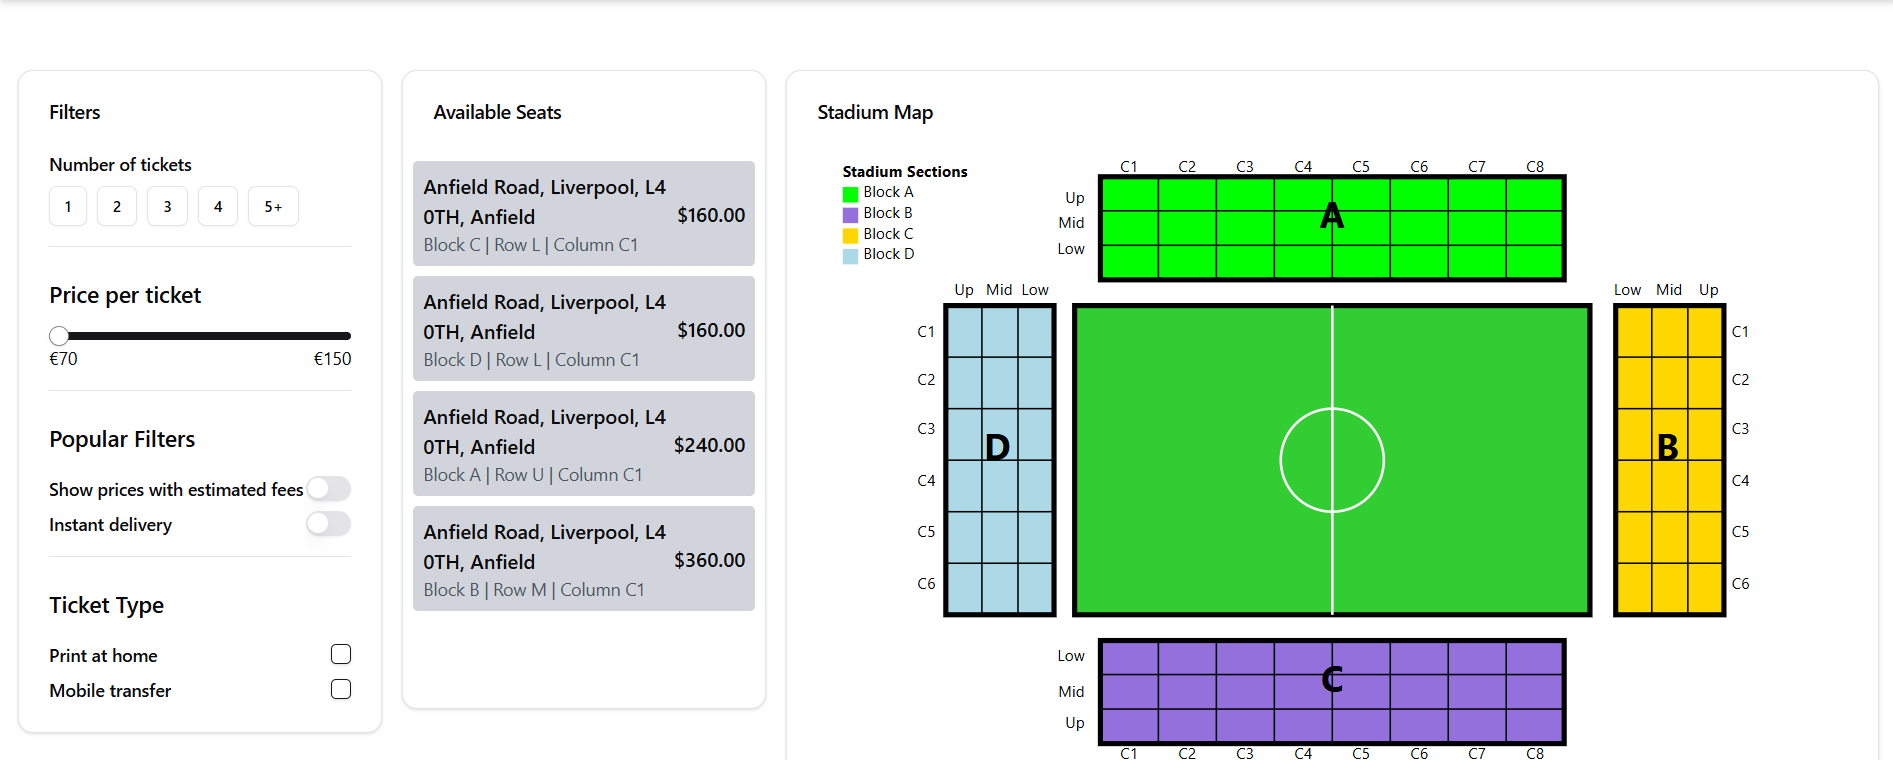 Filters
Number of tickets
1 2 3 4 5+
Price per ticket
€70 €150
Popular Filters
Show prices with estimated fees
Instant delivery
Ticket Type
Print at home
Mobile transfer
Available Seats
Anfield Road, Liverpool, L4
0TH, Anfield
$160.00
Block C | Row L | Column C1
Anfield Road, Liverpool, L4
0TH, Anfield
$160.00
Block D | Row L | Column C1
Anfield Road, Liverpool, L4
0TH, Anfield
$240.00
Block A | Row U | Column C1
Anfield Road, Liverpool, L4
0TH, Anfield
$360.00
Block B | Row M | Column C1
Stadium Map
Stadium Sections
Block A
Block B
Block C
Block D
C1 C2 C3 C4 C5 C6 C7 C8
Up
Mid
Low
A
Up Mid Low
C1
C2
C3
C4
C5
C6
D
Low Mid Up
C1
C2
C3
C4
C5
C6
B
Low
Mid
Up
C
C1 C2 C3 C4 C5 C6 C7 C8